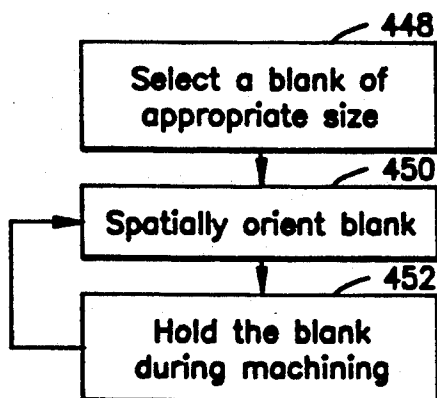 448
Select a blank of
appropriate size
450
Spatially orient blank
452
Hold the blank
during machining